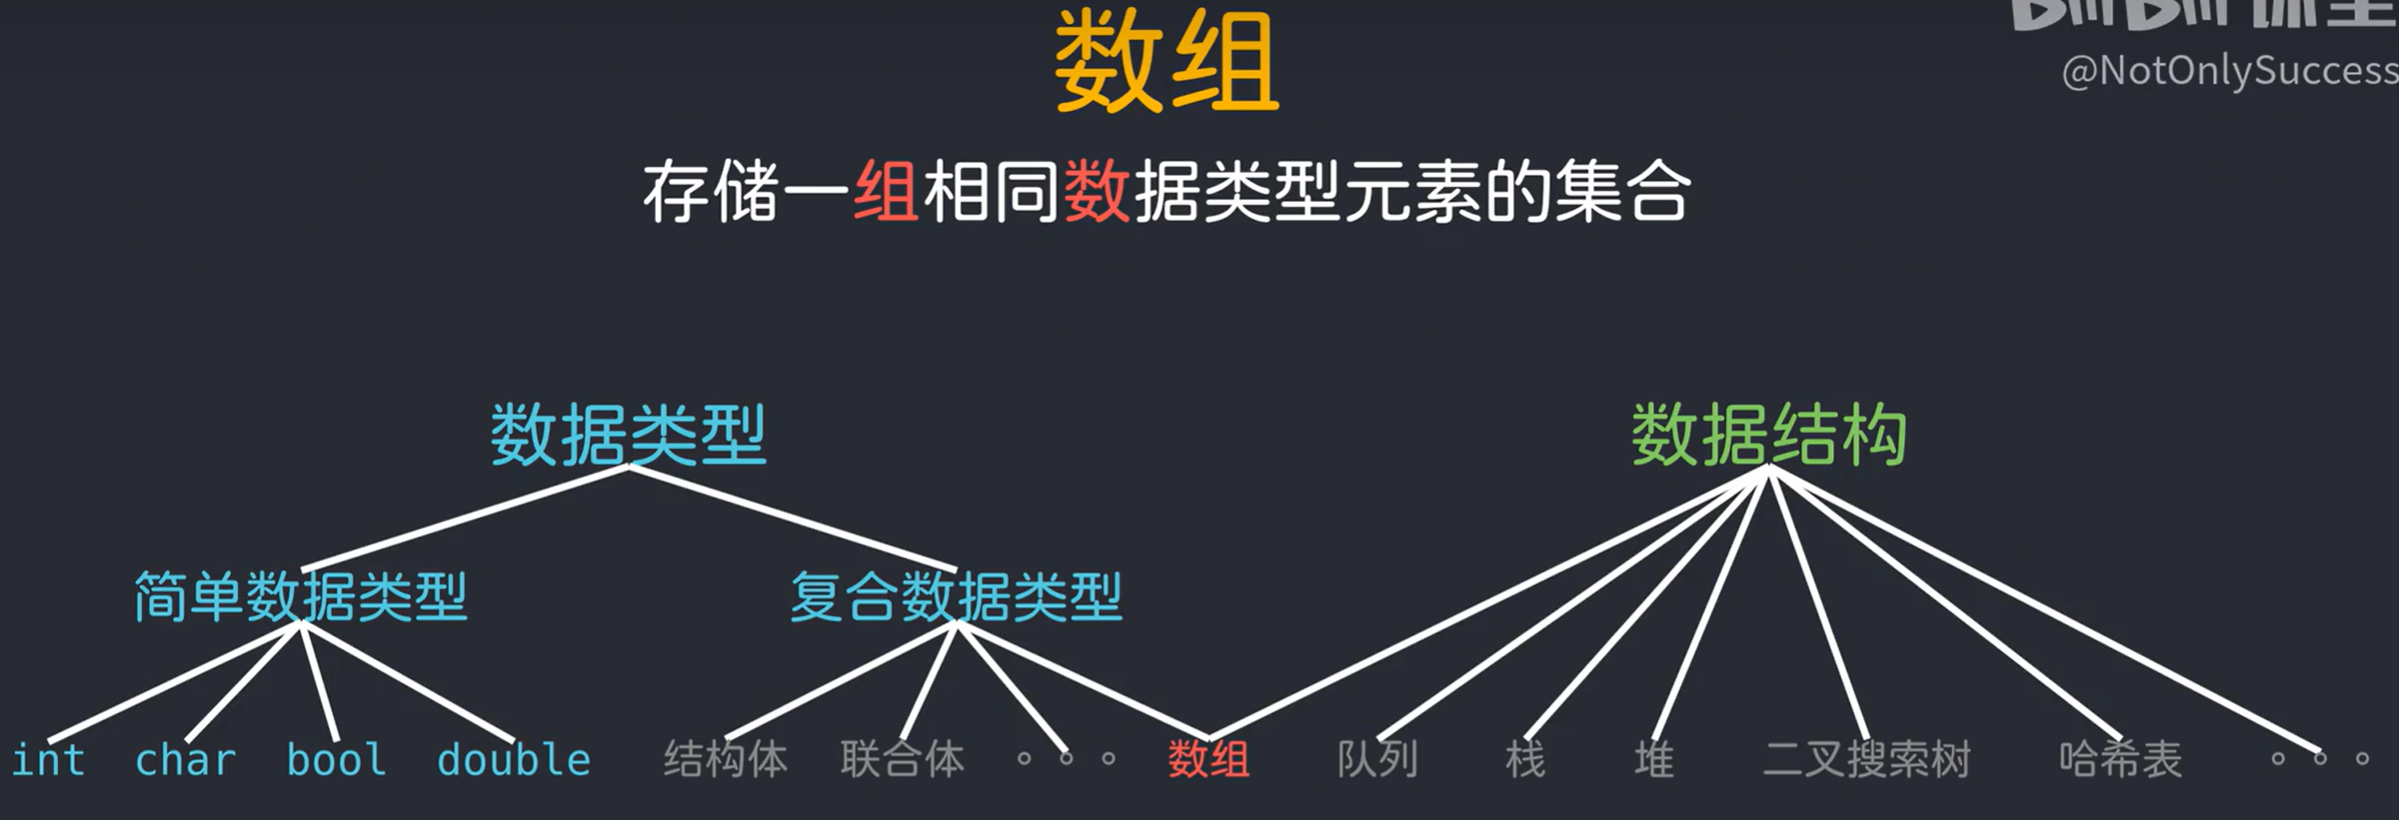 数组
@NotOnlySuccess
存储一组相同数据类型元素的集合
数据类型 数据结构
简单数据类型 复合数据类型
int char bool double 结构体 联合体 。。。 数组 队列 栈 堆 二叉搜索树 哈希表 。。。